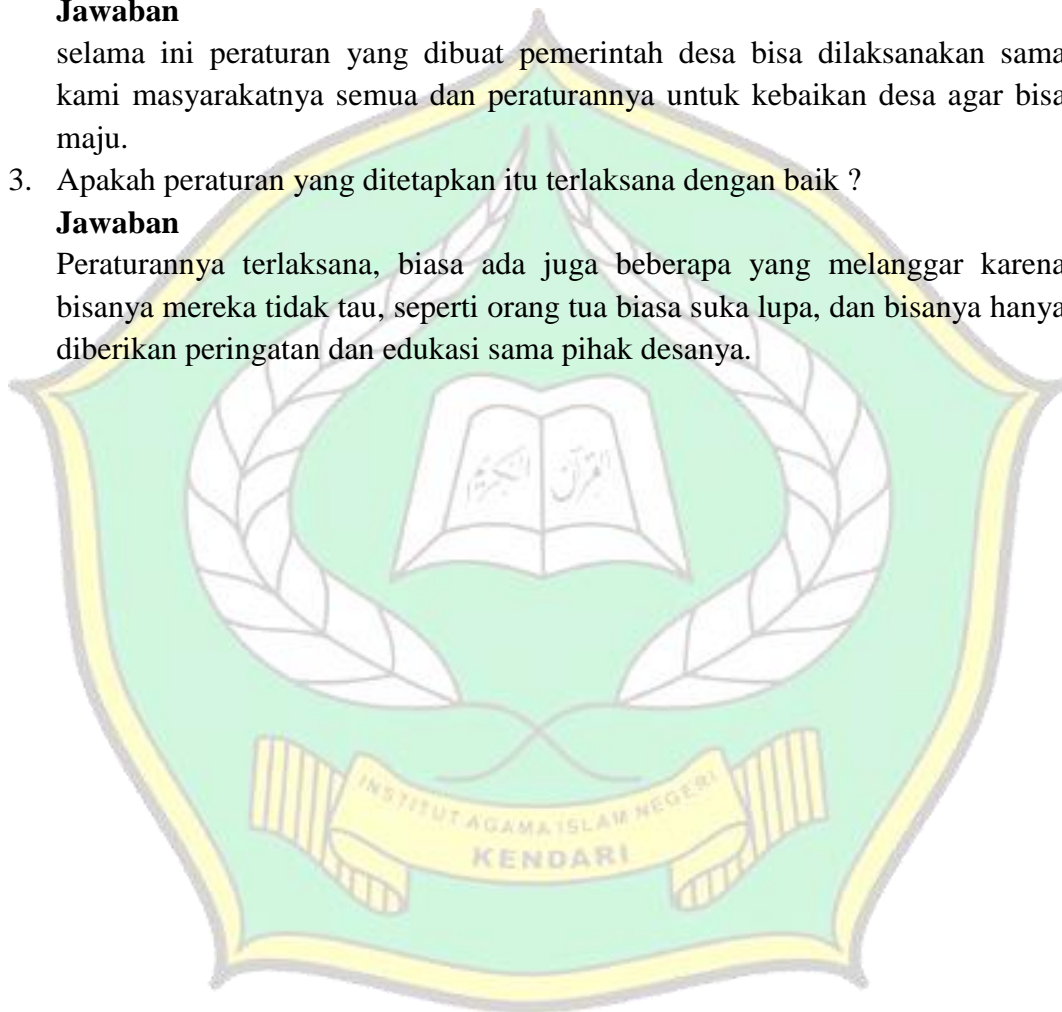 Jawaban
selama ini peraturan yang dibuat pemerintah desa bisa dilaksanakan sama
kami masyarakatnya semua dan peraturannya untuk kebaikan desa agar bisa
maju.
3. Apakah peraturan yang ditetapkan itu terlaksana dengan baik ?
Jawaban
Peraturannya terlaksana, biasa ada juga beberapa yang melanggar karena
bisanya mereka tidak tau, seperti orang tua biasa suka lupa, dan bisanya hanya
diberikan peringatan dan edukasi sama pihak desanya.
القرآن الكريم
INSTITUT AGAMA ISLAM NEGERI
KENDARI